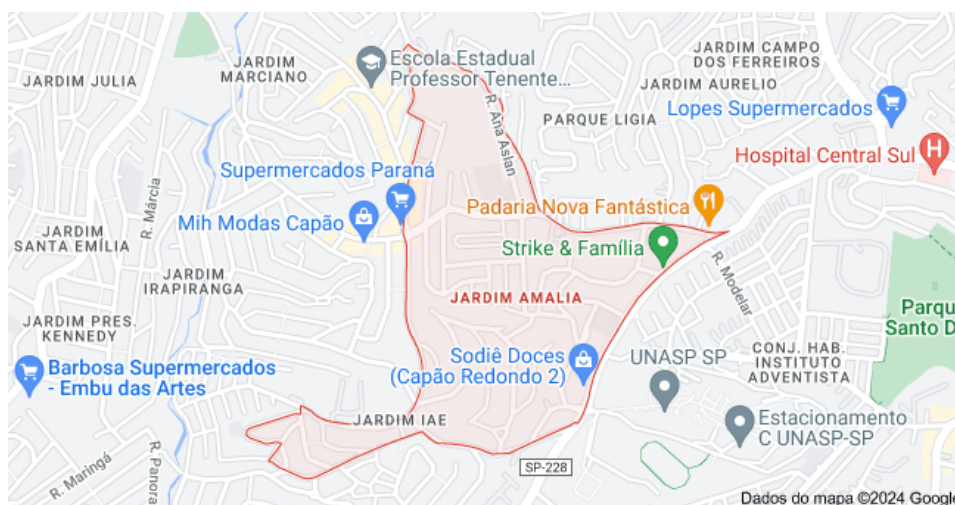 JARDIM JULIA
JARDIM
MARCIANO
Escola Estadual
Professor Tenente...
R. Ana Aslan
JARDIM CAMPO
DOS FERREIROS
JARDIM AURELIO
PARQUE LIGIA
Lopes Supermercados
Hospital Central Sul
Supermercados Paraná
Mih Modas Capão
Padaria Nova Fantástica
Strike & Família
R. Márcia
JARDIM
SANTA EMÍLIA
JARDIM
IRAPIRANGA
JARDIM AMALIA
R. Modelar
Parqu
Santo D
JARDIM PRES.
KENNEDY
Barbosa Supermercados
- Embu das Artes
Sodiê Doces
(Capão Redondo 2)
UNASP SP
CONJ. HAB.
INSTITUTO
ADVENTISTA
JARDIM IAE
Estacionamento
C UNASP-SP
R. Maringá
R. Panora
SP-228
Dados do mapa ©2024 Google